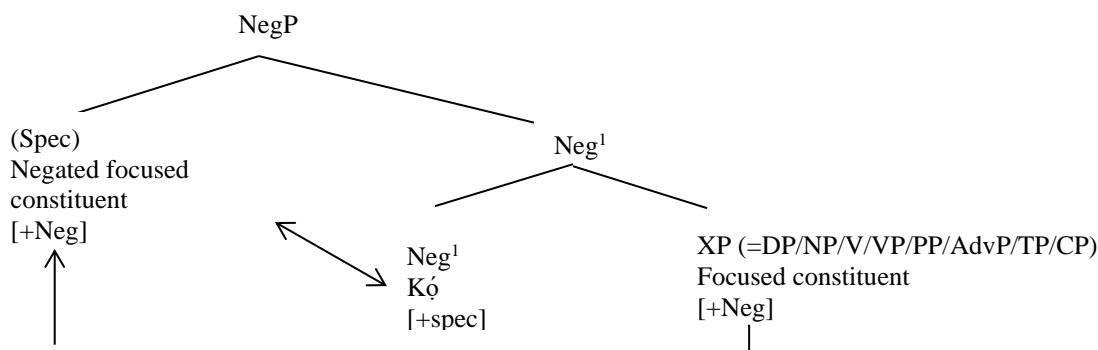 NegP
(Spec)
Negated focused
constituent
[+Neg]
Neg¹
Neg¹
Kọ́
[+spec]
XP (=DP/NP/V/VP/PP/AdvP/TP/CP)
Focused constituent
[+Neg]